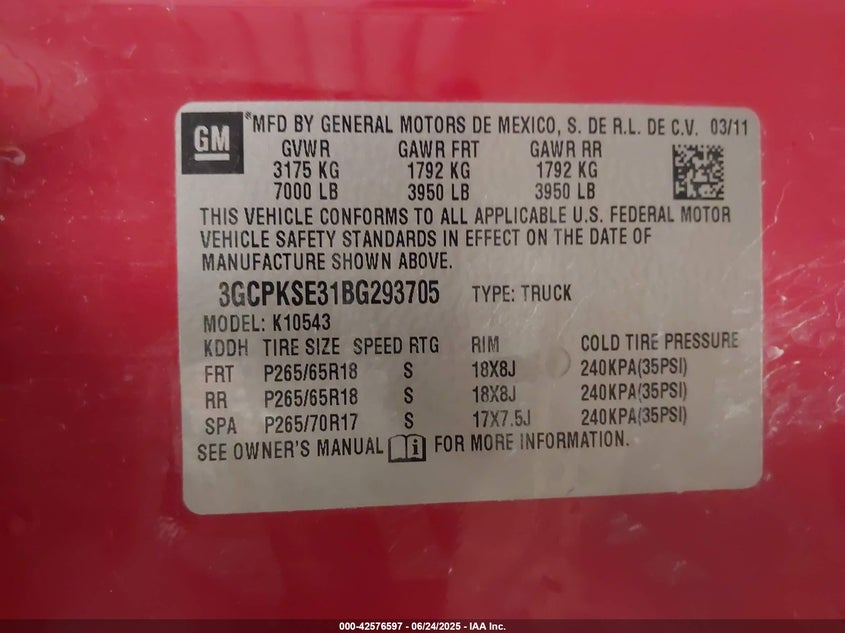 GM
*MFD BY GENERAL MOTORS DE MEXICO, S. DE R.L. DE C.V. 03/11
GVWR GAWR FRT GAWR RR
3175 KG 1792 KG 1792 KG
7000 LB 3950 LB 3950 LB
THIS VEHICLE CONFORMS TO ALL APPLICABLE U.S. FEDERAL MOTOR
VEHICLE SAFETY STANDARDS IN EFFECT ON THE DATE OF
MANUFACTURE SHOWN ABOVE.
3GCPKSE31BG293705 TYPE: TRUCK
MODEL: K10543
KDDH TIRE SIZE SPEED RTG RIM COLD TIRE PRESSURE
FRT P265/65R18 S 18X8J 240KPA(35PSI)
RR P265/65R18 S 18X8J 240KPA(35PSI)
SPA P265/70R17 S 17X7.5J 240KPA(35PSI)
SEE OWNER'S MANUAL i FOR MORE INFORMATION.
000-42576597 - 06/24/2025 - IAA Inc.